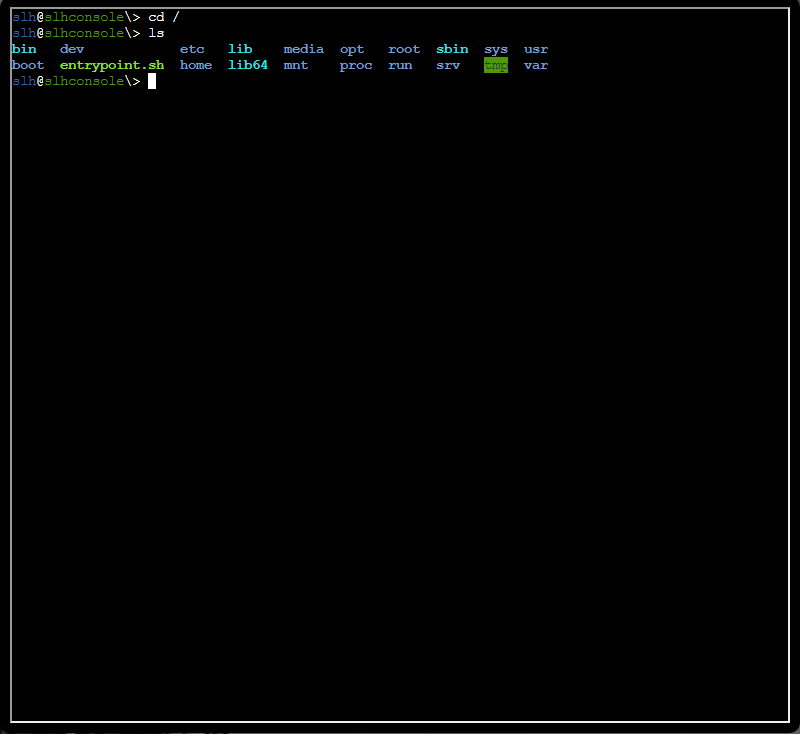 slh@slhconsole\> cd /
slh@slhconsole\> ls
bin   dev            etc   lib    media  opt   root  sbin  sys  usr
boot  entrypoint.sh  home  lib64  mnt    proc  run   srv   tmp  var
slh@slhconsole\>